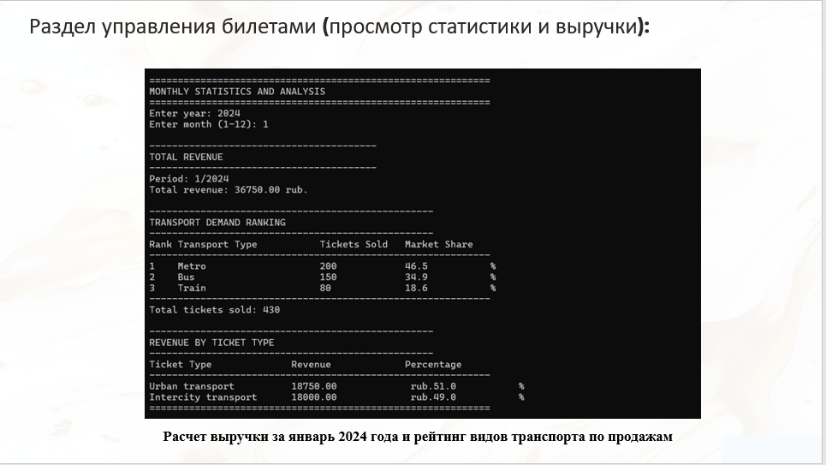 Раздел управления билетами (просмотр статистики и выручки):
============================================================
MONTHLY STATISTICS AND ANALYSIS
============================================================
Enter year: 2024
Enter month (1-12): 1
----------------------------------------
TOTAL REVENUE
----------------------------------------
Period: 1/2024
Total revenue: 36750.00 rub.
--------------------------------------------------
TRANSPORT DEMAND RANKING
--------------------------------------------------
Rank Transport Type Tickets Sold Market Share
------------------------------------------------------------
1 Metro 200 46.5 %
2 Bus 150 34.9 %
3 Train 80 18.6 %
------------------------------------------------------------
Total tickets sold: 430
--------------------------------------------------
REVENUE BY TICKET TYPE
--------------------------------------------------
Ticket Type Revenue Percentage
------------------------------------------------------------
Urban transport 18750.00 rub.51.0 %
Intercity transport 18000.00 rub.49.0 %
============================================================
Расчет выручки за январь 2024 года и рейтинг видов транспорта по продажам